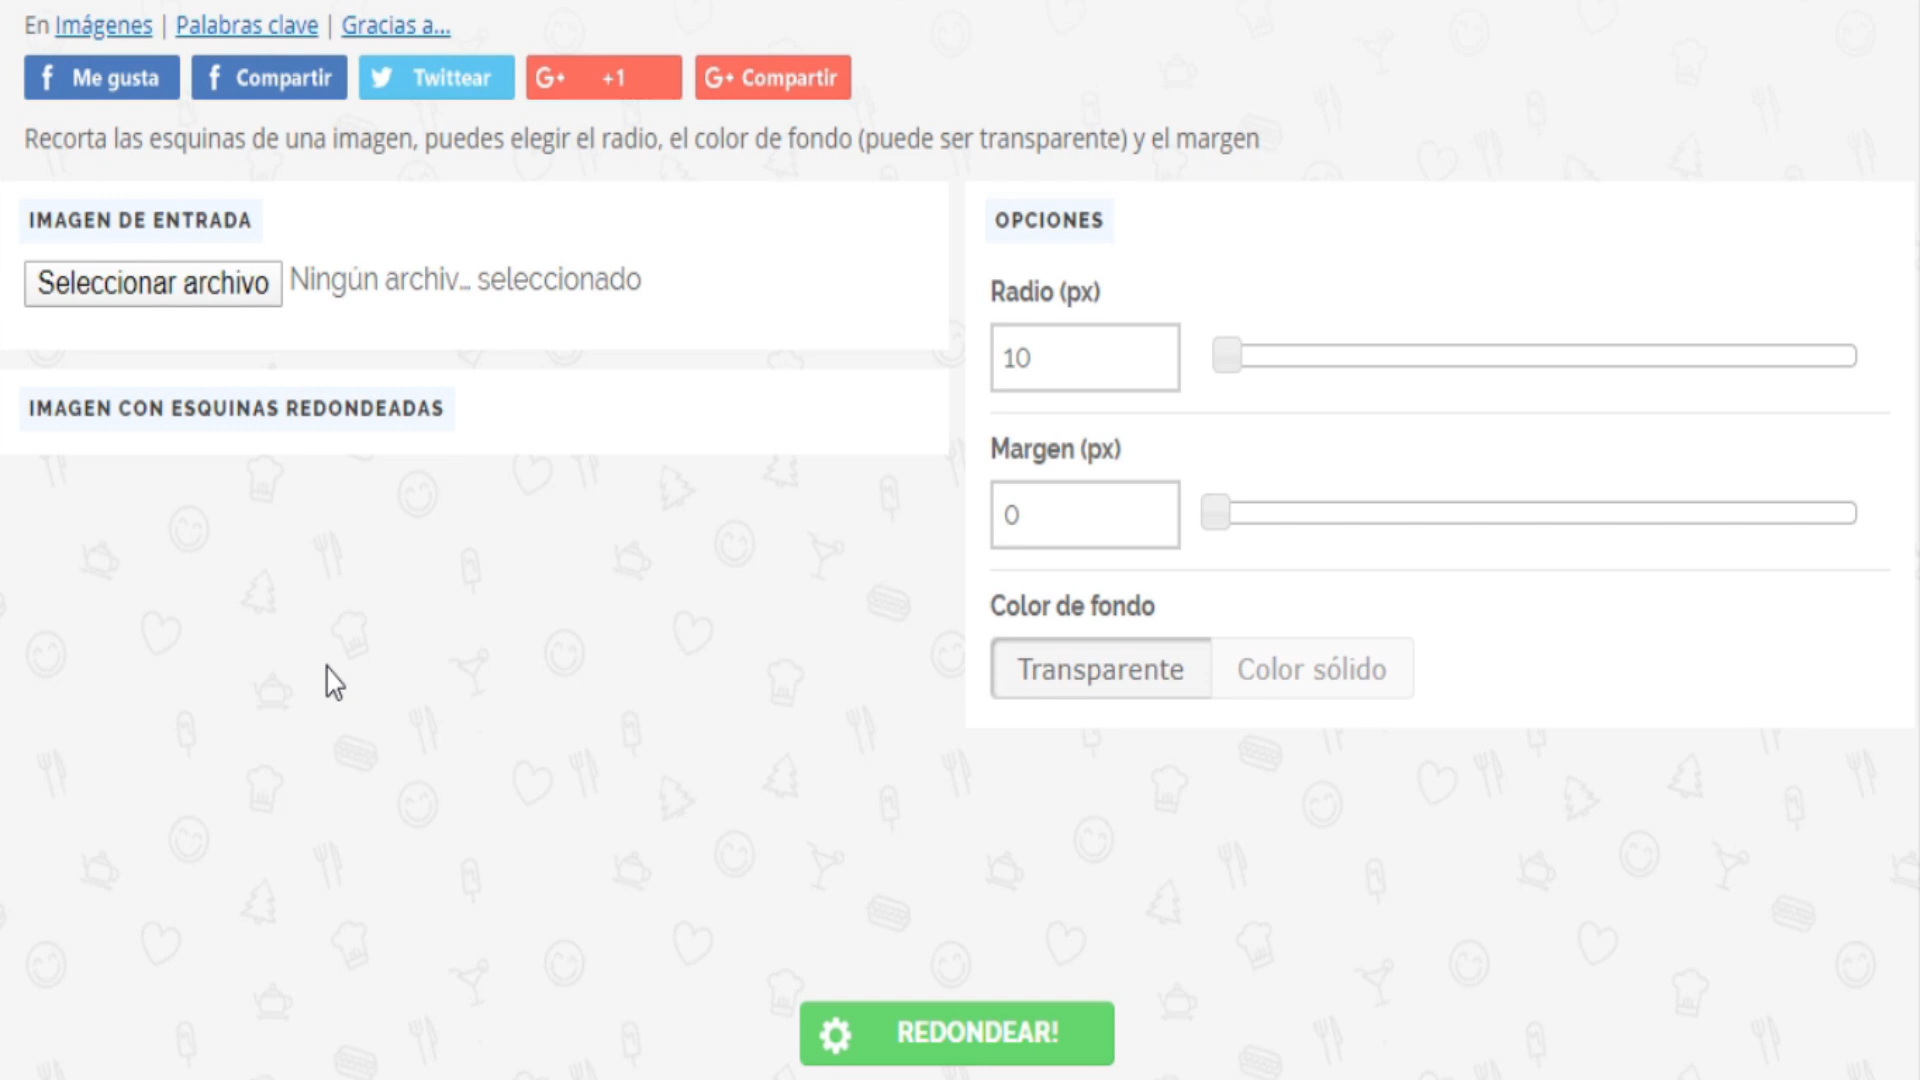 En Imágenes | Palabras clave | Gracias a...
Me gusta Compartir Twittear G+ +1 G+ Compartir
Recorta las esquinas de una imagen, puedes elegir el radio, el color de fondo (puede ser transparente) y el margen
IMAGEN DE ENTRADA
Seleccionar archivo Ningún archiv... seleccionado
IMAGEN CON ESQUINAS REDONDEADAS
OPCIONES
Radio (px)
10
Margen (px)
0
Color de fondo
Transparente Color sólido
REDONDEAR!